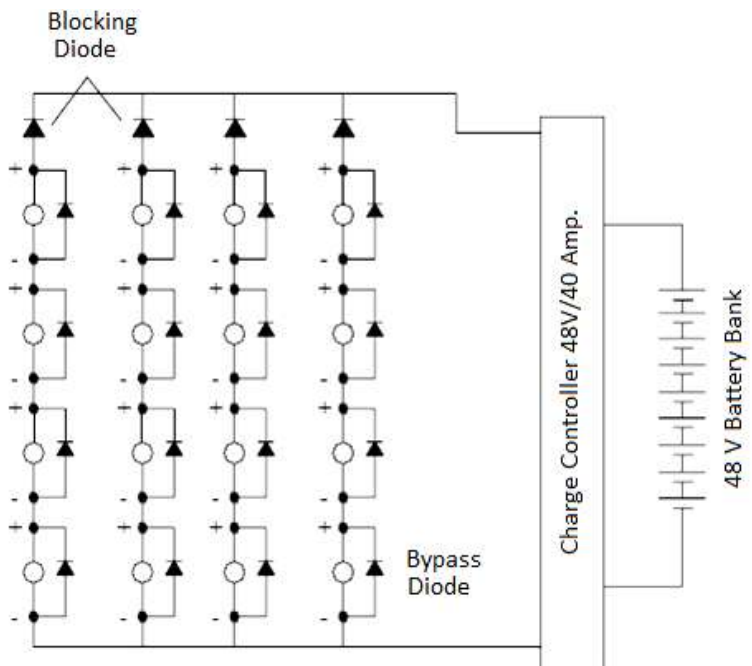 Blocking
Diode
+ + + +
- - - -
+ + + +
- - - -
+ + + +
- - - -
+ + + +
- - - -
Bypass
Diode
Charge Controller 48V/40 Amp.
48 V Battery Bank